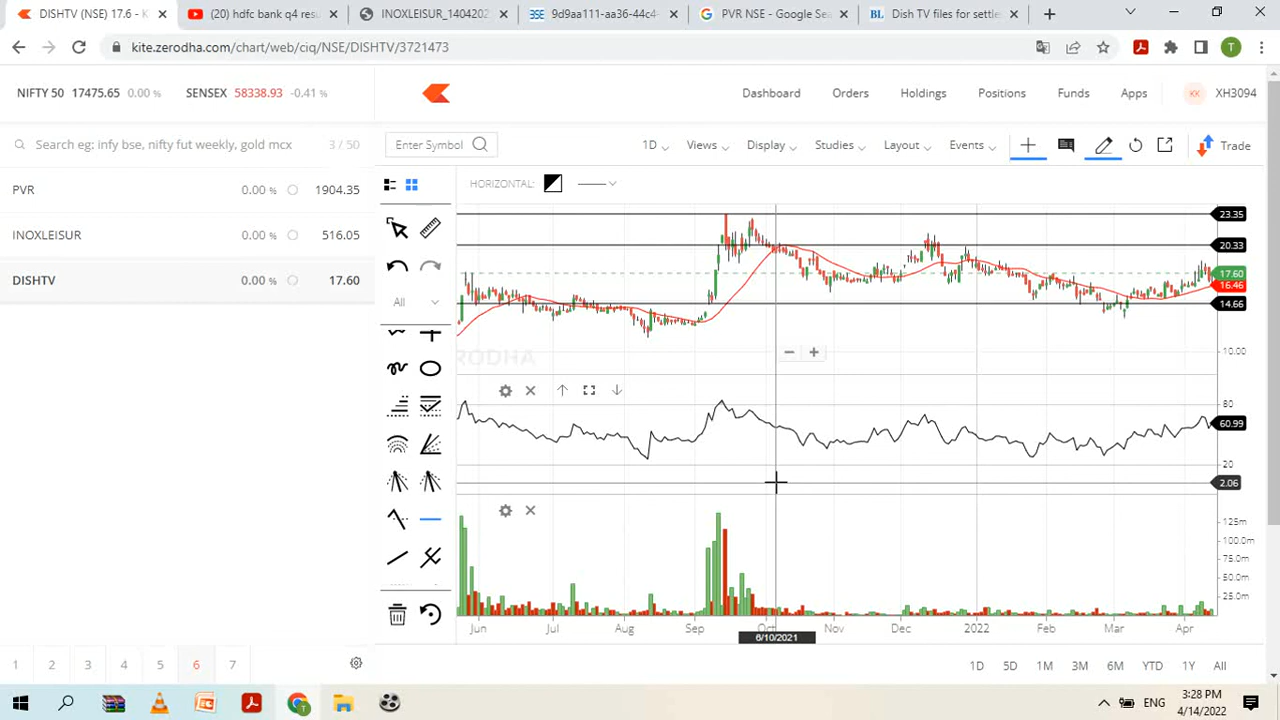 DISHTV (NSE) 17.6 - K
(20) hdfc bank q4 resu
INOXLEISUR_1404202
9d9aa111-aa36-44c4-
PVR NSE - Google Sea
Dish TV files for settle
kite.zerodha.com/chart/web/ciq/NSE/DISHTV/3721473
T
NIFTY 50 17475.65 0.00 % SENSEX 58338.93 -0.41 %
Dashboard Orders Holdings Positions Funds Apps KK XH3094
Search eg: infy bse, nifty fut weekly, gold mcx 3 / 50
Enter Symbol 1D Views Display Studies Layout Events Trade
PVR 0.00 % 1904.35
HORIZONTAL:
INOXLEISUR 0.00 % 516.05
DISHTV 0.00 % 17.60
All
23.35
20.33
17.60
16.46
14.66
10.00
ZERODHA
80
60.99
20
2.06
125m
100.0m
75.0m
50.0m
25.0m
Jun Jul Aug Sep Oct Nov Dec 2022 Feb Mar Apr
6/10/2021
1 2 3 4 5 6 7
1D 5D 1M 3M 6M YTD 1Y All
ENG
3:28 PM
4/14/2022